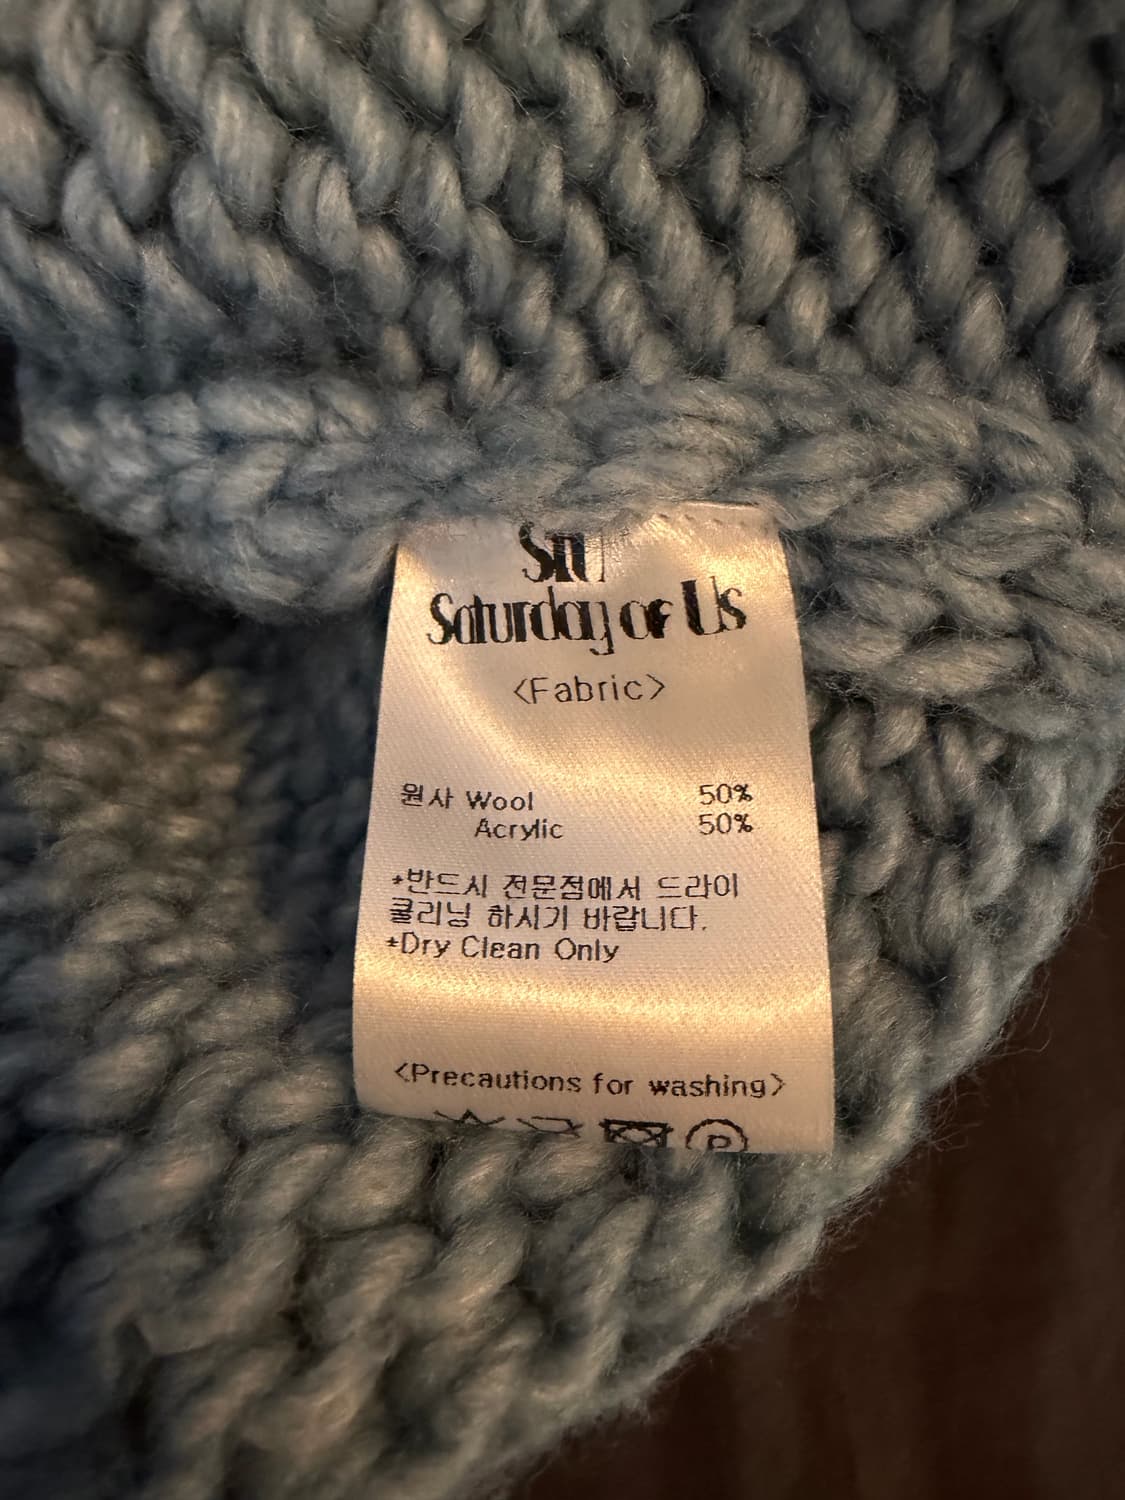 Saturday of Us
<Fabric>
원사 Wool 50%
Acrylic 50%
*반드시 전문점에서 드라이
클리닝 하시기 바랍니다.
*Dry Clean Only
<Precautions for washing>
P